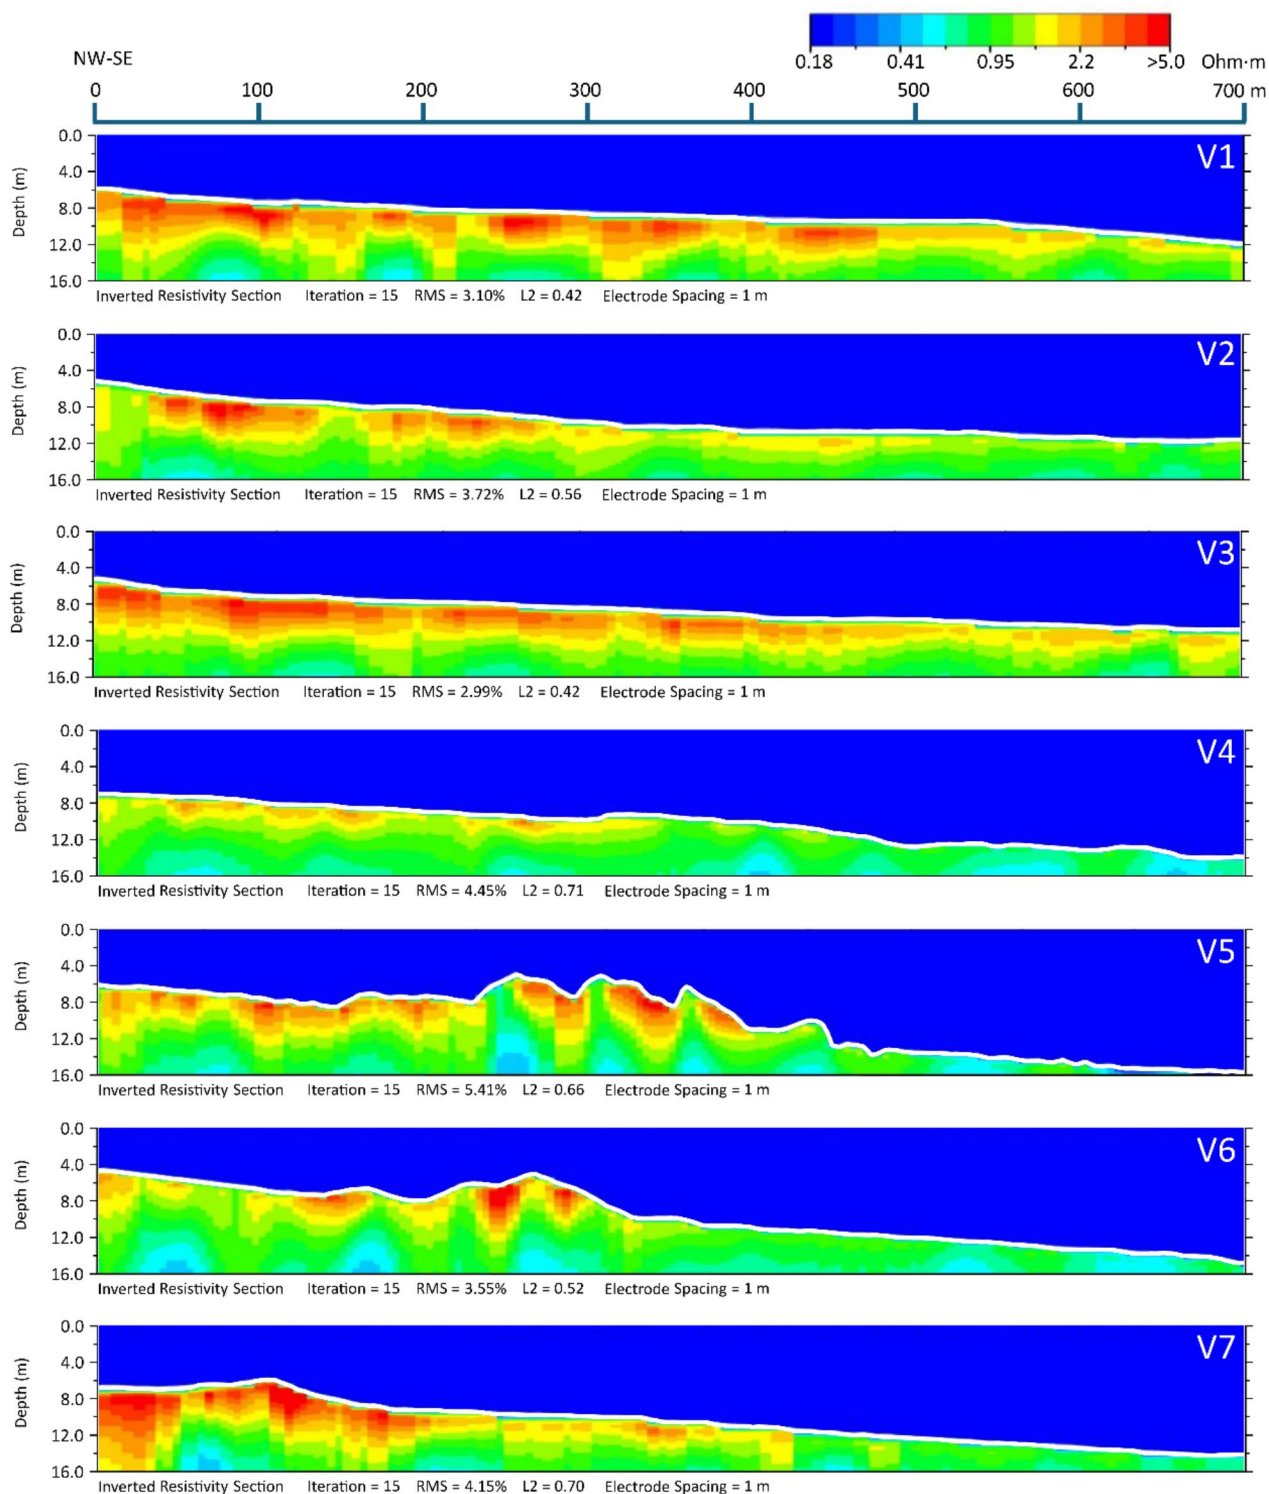 0.18 0.41 0.95 2.2 >5.0 Ohm·m
NW-SE
0 100 200 300 400 500 600 700 m
V1
Depth (m)
0.0
4.0
8.0
12.0
16.0
Inverted Resistivity Section Iteration = 15 RMS = 3.10% L2 = 0.42 Electrode Spacing = 1 m
V2
Depth (m)
0.0
4.0
8.0
12.0
16.0
Inverted Resistivity Section Iteration = 15 RMS = 3.72% L2 = 0.56 Electrode Spacing = 1 m
V3
Depth (m)
0.0
4.0
8.0
12.0
16.0
Inverted Resistivity Section Iteration = 15 RMS = 2.99% L2 = 0.42 Electrode Spacing = 1 m
V4
Depth (m)
0.0
4.0
8.0
12.0
16.0
Inverted Resistivity Section Iteration = 15 RMS = 4.45% L2 = 0.71 Electrode Spacing = 1 m
V5
Depth (m)
0.0
4.0
8.0
12.0
16.0
Inverted Resistivity Section Iteration = 15 RMS = 5.41% L2 = 0.66 Electrode Spacing = 1 m
V6
Depth (m)
0.0
4.0
8.0
12.0
16.0
Inverted Resistivity Section Iteration = 15 RMS = 3.55% L2 = 0.52 Electrode Spacing = 1 m
V7
Depth (m)
0.0
4.0
8.0
12.0
16.0
Inverted Resistivity Section Iteration = 15 RMS = 4.15% L2 = 0.70 Electrode Spacing = 1 m